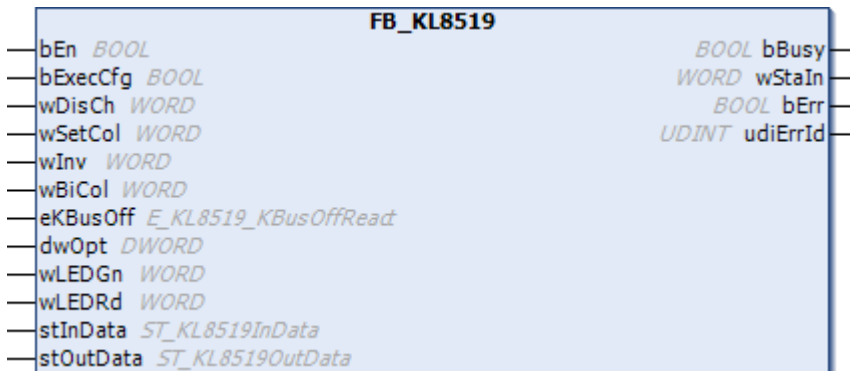 FB_KL8519
bEn BOOL BOOL bBusy
bExecCfg BOOL WORD wStaIn
wDisCh WORD BOOL bErr
wSetCol WORD UDINT udiErrId
wInv WORD
wBiCol WORD
eKBusOff E_KL8519_KBusOffReact
dwOpt DWORD
wLEDGn WORD
wLEDRd WORD
stInData ST_KL8519InData
stOutData ST_KL8519OutData